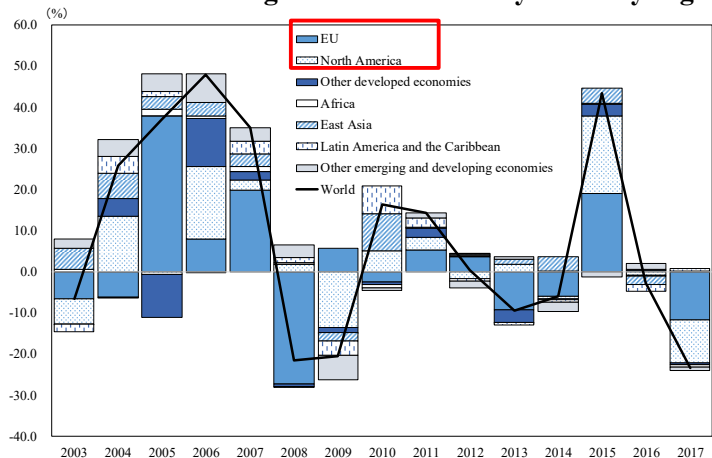 (%)
60.0
50.0
40.0
30.0
20.0
10.0
0.0
-10.0
-20.0
-30.0
-40.0
EU
North America
Other developed economies
Africa
East Asia
Latin America and the Caribbean
Other emerging and developing economies
World
2003 2004 2005 2006 2007 2008 2009 2010 2011 2012 2013 2014 2015 2016 2017